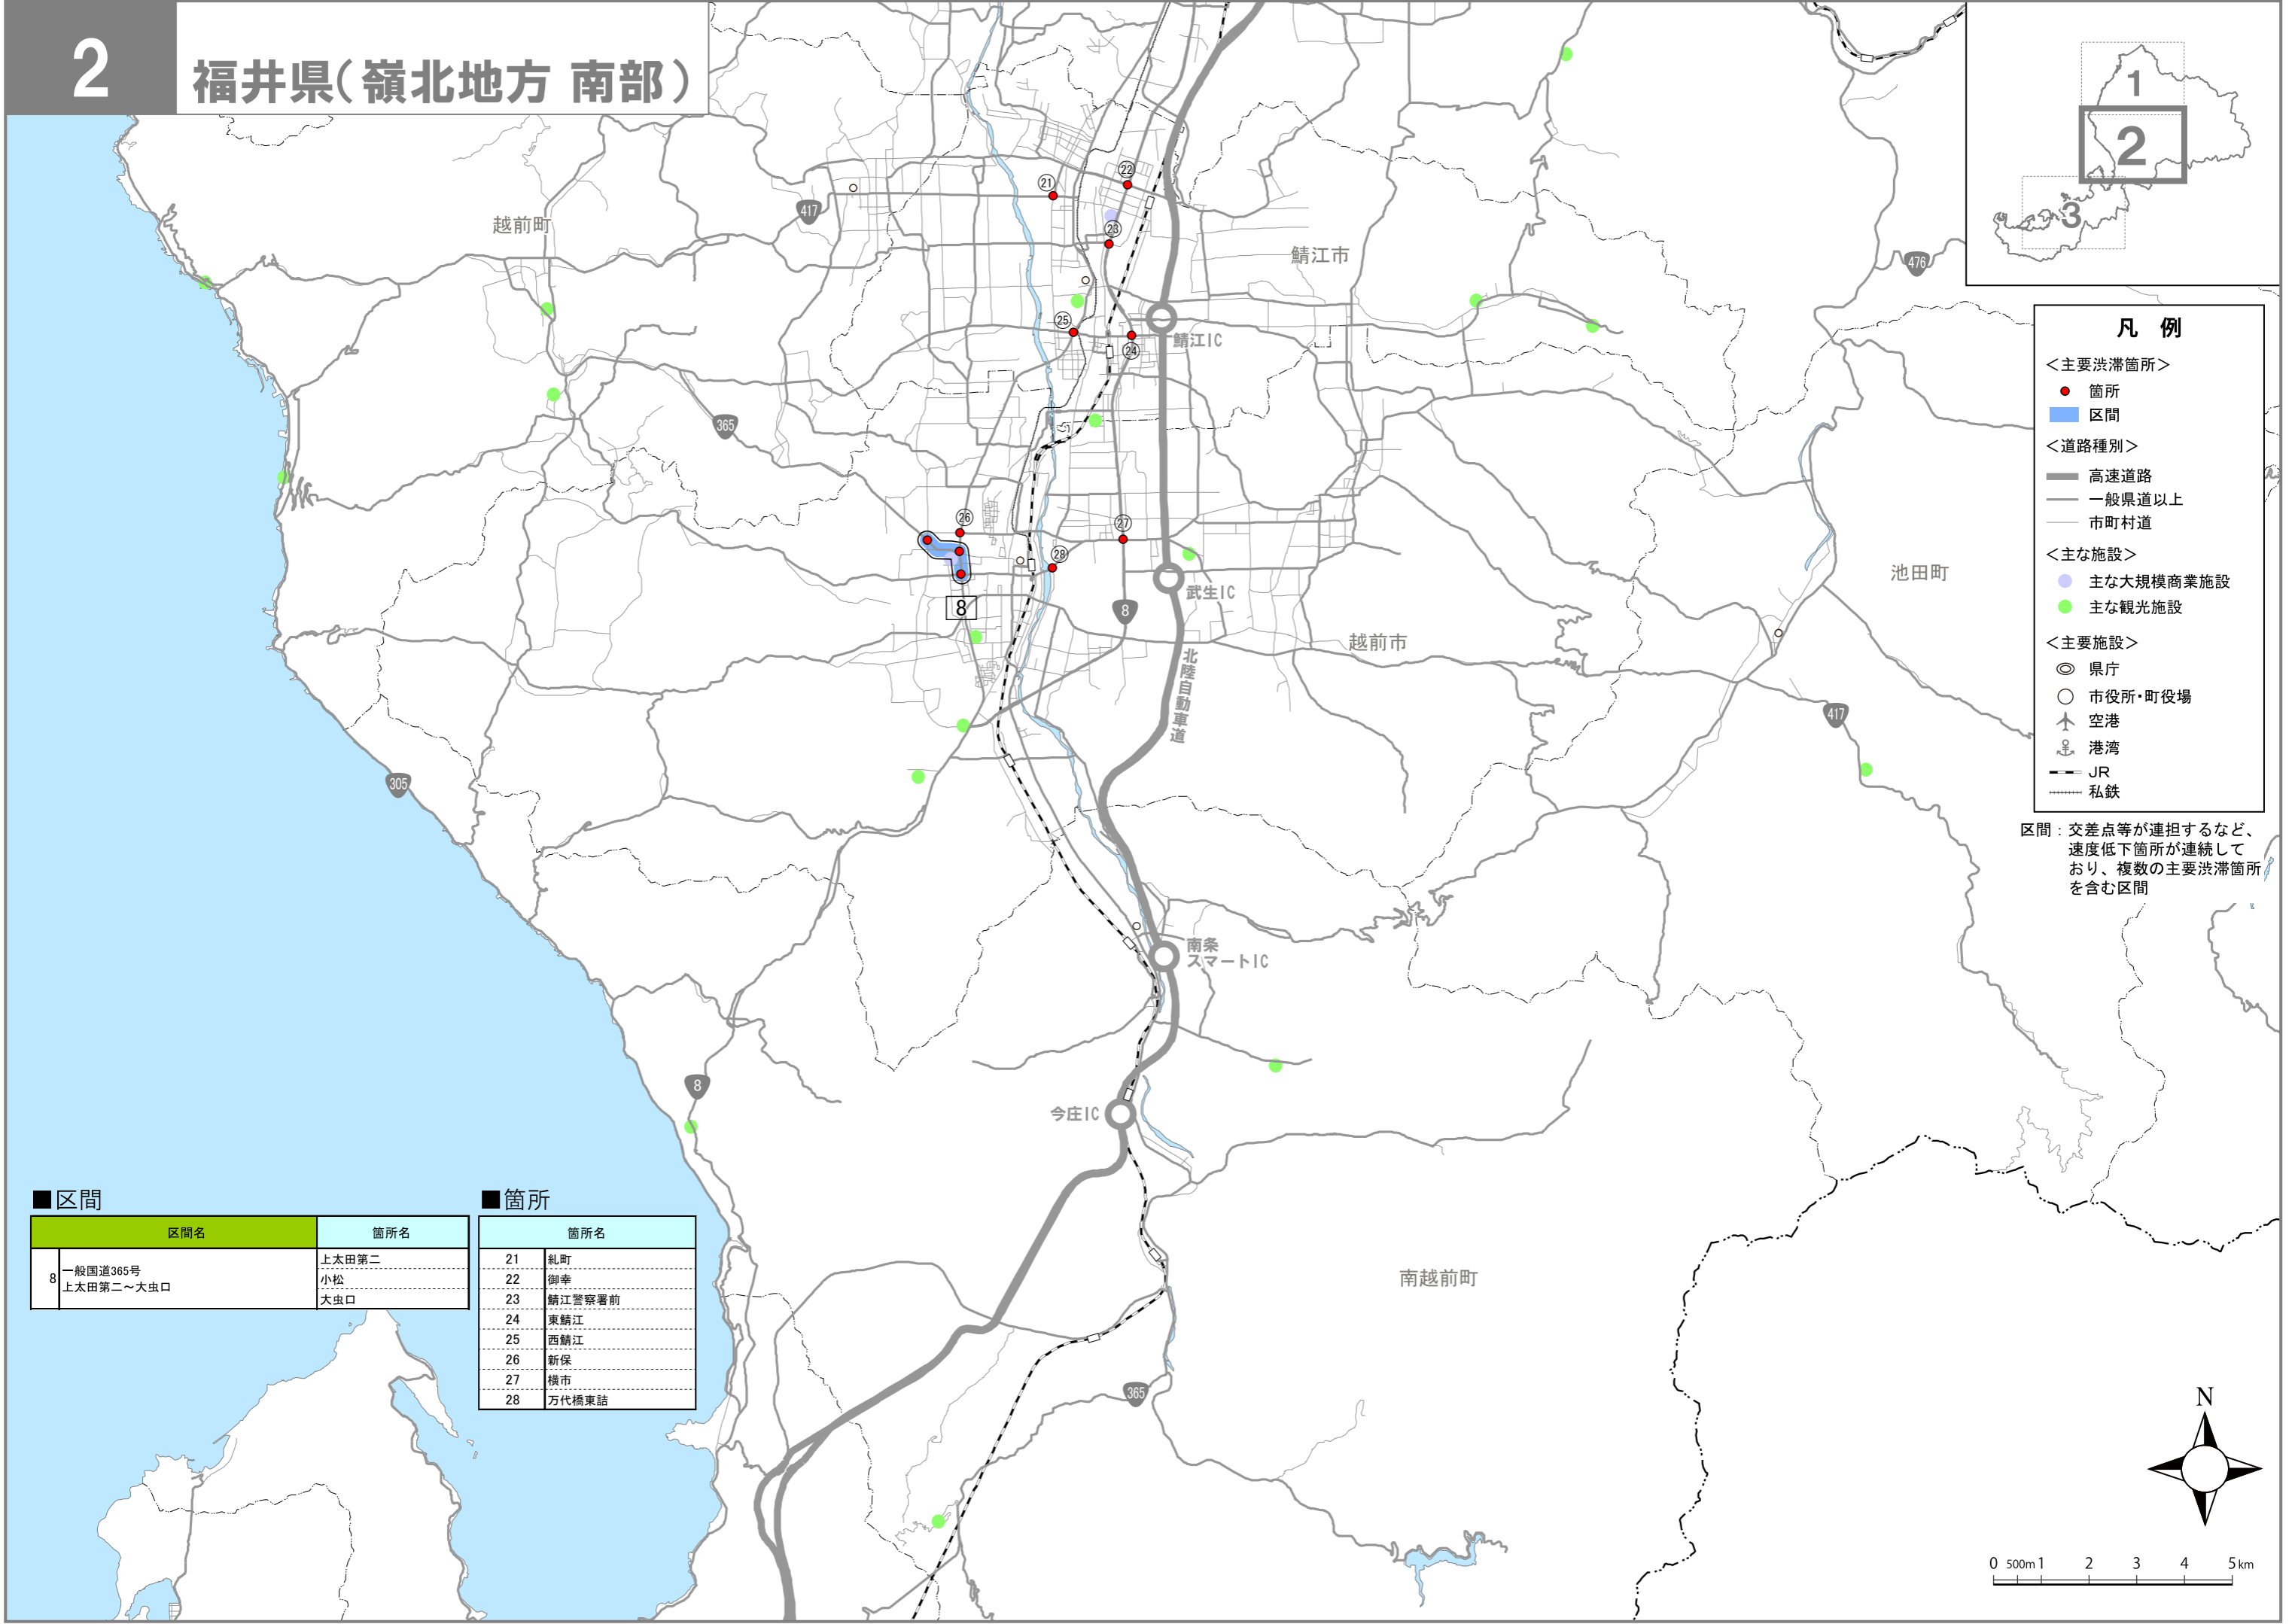 2
福井県(嶺北地方 南部)
1
2
3
越前町
417
21
22
23
鯖江市
476
25
24
鯖江IC
365
26
27
28
8
武生IC
8
越前市
池田町
北陸自動車道
417
305
南条
スマートIC
8
今庄IC
南越前町
365
凡 例
<主要渋滞箇所>
箇所
区間
<道路種別>
高速道路
一般県道以上
市町村道
<主な施設>
主な大規模商業施設
主な観光施設
<主要施設>
県庁
市役所・町役場
空港
港湾
JR
私鉄
区間:交差点等が連担するなど、
速度低下箇所が連続して
おり、複数の主要渋滞箇所
を含む区間
■区間
区間名 箇所名
8 一般国道365号
上太田第二~大虫口
上太田第二
小松
大虫口
■箇所
箇所名
21 糺町
22 御幸
23 鯖江警察署前
24 東鯖江
25 西鯖江
26 新保
27 横市
28 万代橋東詰
N
0 500m 1 2 3 4 5 km